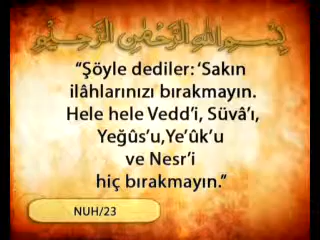 بسم الله الرحمن الرحيم
“Şöyle dediler: ‘Sakın
ilâhlarınızı bırakmayın.
Hele hele Vedd’i, Süvâ’ı,
Yeğûs’u,Ye’ûk’u
ve Nesr’i
hiç bırakmayın.”
NUH/23